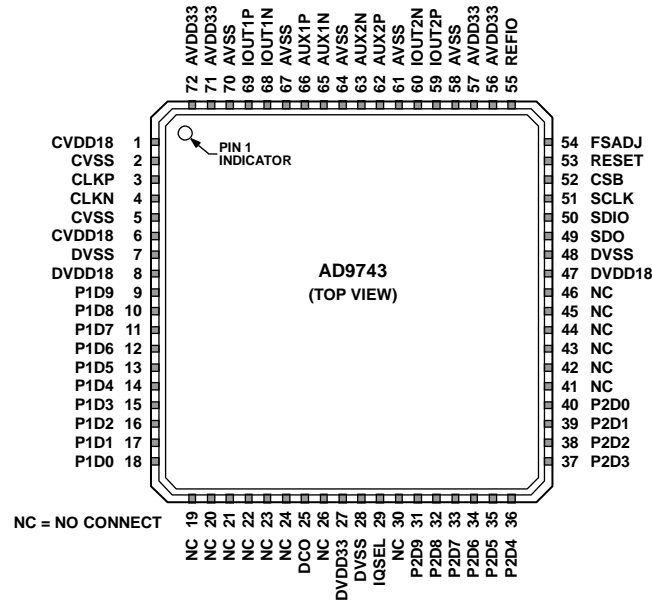 72 AVDD33
71 AVDD33
70 AVSS
69 IOUT1P
68 IOUT1N
67 AVSS
66 AUX1P
65 AUX1N
64 AVSS
63 AUX2N
62 AUX2P
61 AVSS
60 IOUT2N
59 IOUT2P
58 AVSS
57 AVDD33
56 AVDD33
55 REFIO
CVDD18 1
CVSS 2
CLKP 3
CLKN 4
CVSS 5
CVDD18 6
DVSS 7
DVDD18 8
P1D9 9
P1D8 10
P1D7 11
P1D6 12
P1D5 13
P1D4 14
P1D3 15
P1D2 16
P1D1 17
P1D0 18
PIN 1
INDICATOR
AD9743
(TOP VIEW)
54 FSADJ
53 RESET
52 CSB
51 SCLK
50 SDIO
49 SDO
48 DVSS
47 DVDD18
46 NC
45 NC
44 NC
43 NC
42 NC
41 NC
40 P2D0
39 P2D1
38 P2D2
37 P2D3
NC = NO CONNECT
NC 19
NC 20
NC 21
NC 22
NC 23
NC 24
DCO 25
NC 26
DVDD33 27
DVSS 28
IQSEL 29
NC 30
P2D9 31
P2D8 32
P2D7 33
P2D6 34
P2D5 35
P2D4 36